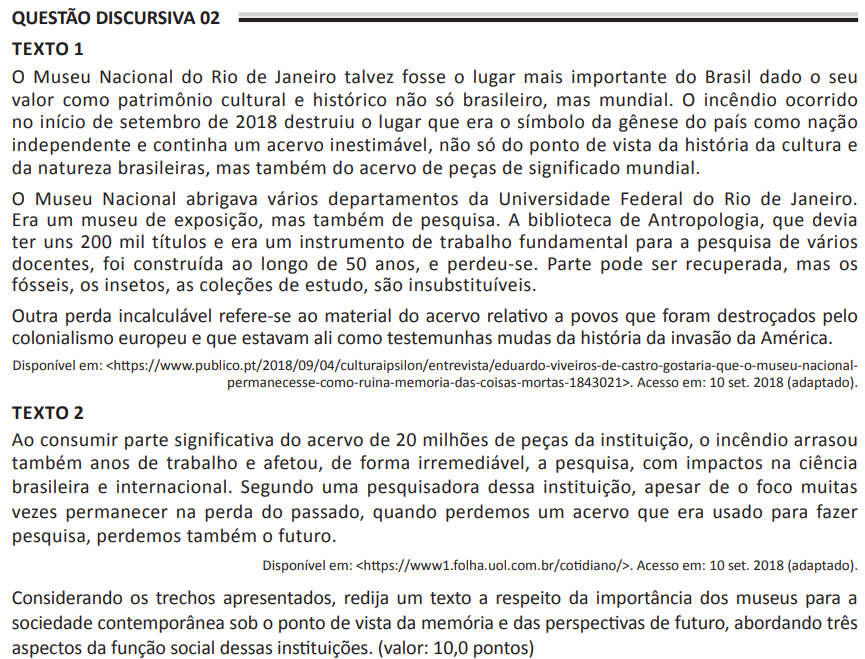 QUESTÃO DISCURSIVA 02
TEXTO 1
O Museu Nacional do Rio de Janeiro talvez fosse o lugar mais importante do Brasil dado o seu
valor como patrimônio cultural e histórico não só brasileiro, mas mundial. O incêndio ocorrido
no início de setembro de 2018 destruiu o lugar que era o símbolo da gênese do país como nação
independente e continha um acervo inestimável, não só do ponto de vista da história da cultura e
da natureza brasileiras, mas também do acervo de peças de significado mundial.
O Museu Nacional abrigava vários departamentos da Universidade Federal do Rio de Janeiro.
Era um museu de exposição, mas também de pesquisa. A biblioteca de Antropologia, que devia
ter uns 200 mil títulos e era um instrumento de trabalho fundamental para a pesquisa de vários
docentes, foi construída ao longo de 50 anos, e perdeu-se. Parte pode ser recuperada, mas os
fósseis, os insetos, as coleções de estudo, são insubstituíveis.
Outra perda incalculável refere-se ao material do acervo relativo a povos que foram destroçados pelo
colonialismo europeu e que estavam ali como testemunhas mudas da história da invasão da América.
Disponível em: <https://www.publico.pt/2018/09/04/culturaipsilon/entrevista/eduardo-viveiros-de-castro-gostaria-que-o-museu-nacional-
permanecesse-como-ruina-memoria-das-coisas-mortas-1843021>. Acesso em: 10 set. 2018 (adaptado).
TEXTO 2
Ao consumir parte significativa do acervo de 20 milhões de peças da instituição, o incêndio arrasou
também anos de trabalho e afetou, de forma irremediável, a pesquisa, com impactos na ciência
brasileira e internacional. Segundo uma pesquisadora dessa instituição, apesar de o foco muitas
vezes permanecer na perda do passado, quando perdemos um acervo que era usado para fazer
pesquisa, perdemos também o futuro.
Disponível em: <https://www1.folha.uol.com.br/cotidiano/>. Acesso em: 10 set. 2018 (adaptado).
Considerando os trechos apresentados, redija um texto a respeito da importância dos museus para a
sociedade contemporânea sob o ponto de vista da memória e das perspectivas de futuro, abordando três
aspectos da função social dessas instituições. (valor: 10,0 pontos)